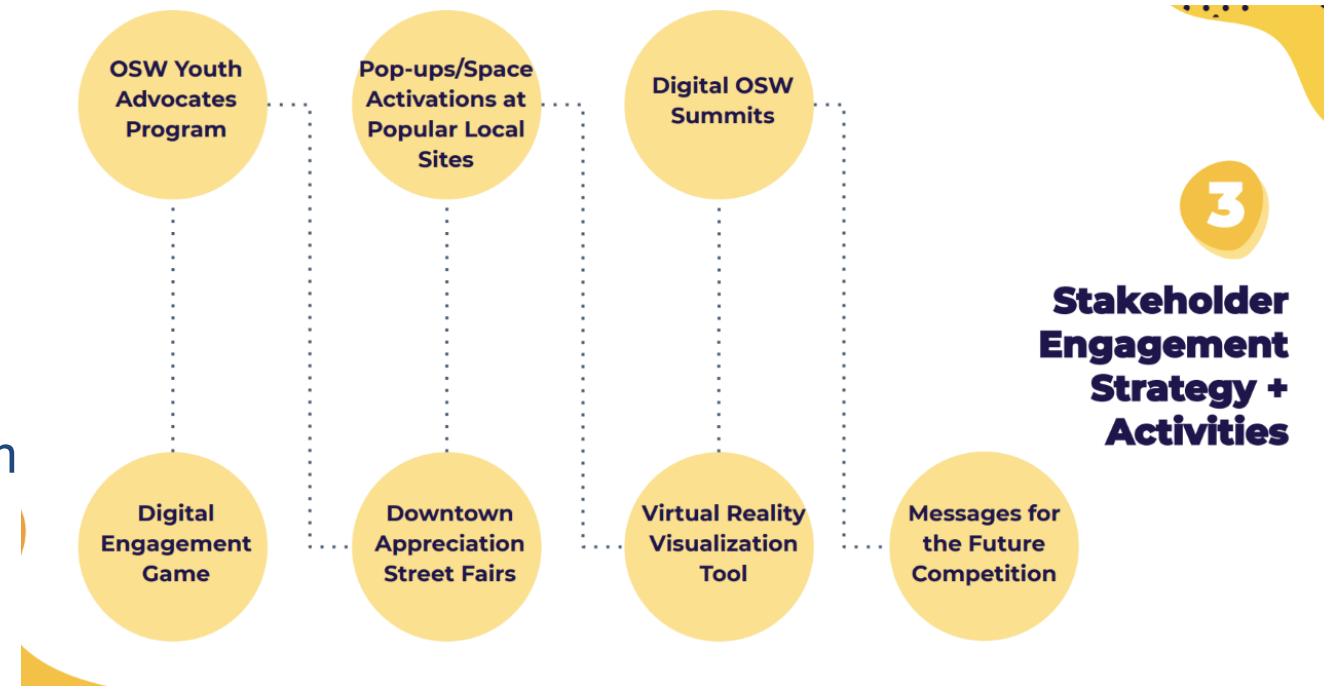 OSW Youth
Advocates
Program
Pop-ups/Space
Activations at
Popular Local
Sites
Digital OSW
Summits
3
Stakeholder
Engagement
Strategy +
Activities
n
Digital
Engagement
Game
Downtown
Appreciation
Street Fairs
Virtual Reality
Visualization
Tool
Messages for
the Future
Competition